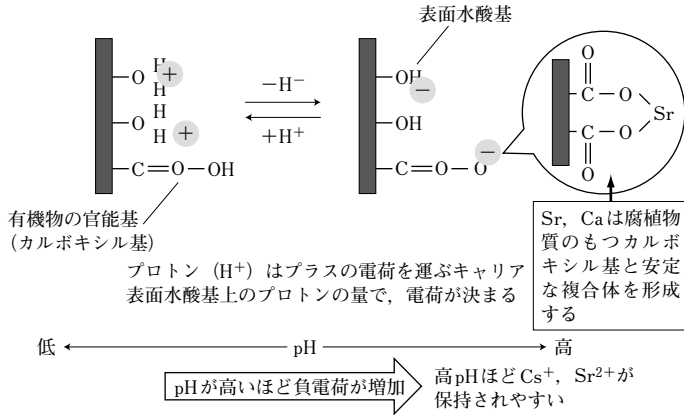 表面水酸基
O H H +
O H H +
C=O-OH
−H−
+H+
OH −
OH
C=O-O −
O
C-O
Sr
C-O
O
有機物の官能基
(カルボキシル基)
Sr，Caは腐植物
質のもつカルボ
キシル基と安定
な複合体を形成
する
プロトン（H+）はプラスの電荷を運ぶキャリア
表面水酸基上のプロトンの量で，電荷が決まる
低 pH 高
pHが高いほど負電荷が増加
高pHほどCs+，Sr2+が
保持されやすい